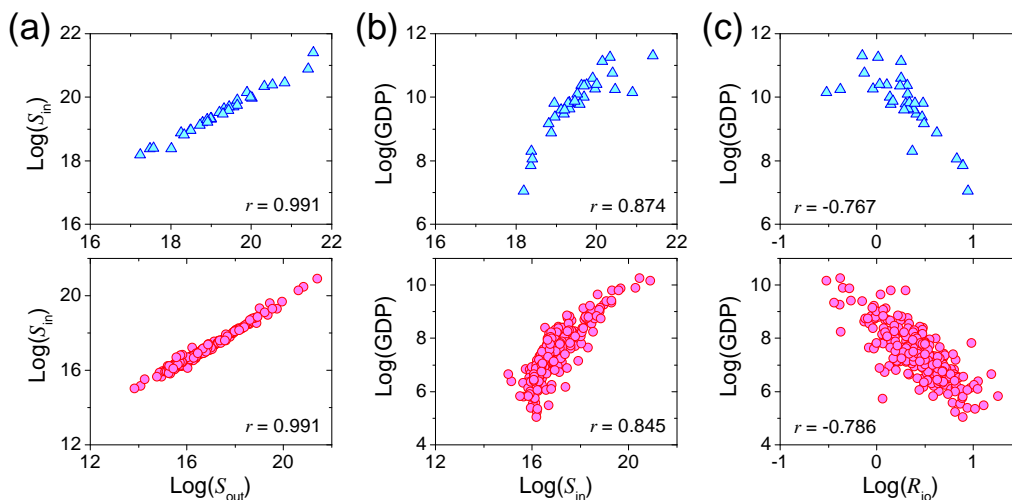 (a)
22
20
18
16
Log(S_in)
16 18 20 22
r = 0.991
(b)
12
10
8
6
Log(GDP)
16 18 20 22
r = 0.874
(c)
12
10
8
6
Log(GDP)
-1 0 1
r = -0.767
20
16
12
Log(S_in)
12 16 20
Log(S_out)
r = 0.991
10
8
6
4
Log(GDP)
12 16 20
Log(S_in)
r = 0.845
10
8
6
4
Log(GDP)
-1 0 1
Log(R_io)
r = -0.786